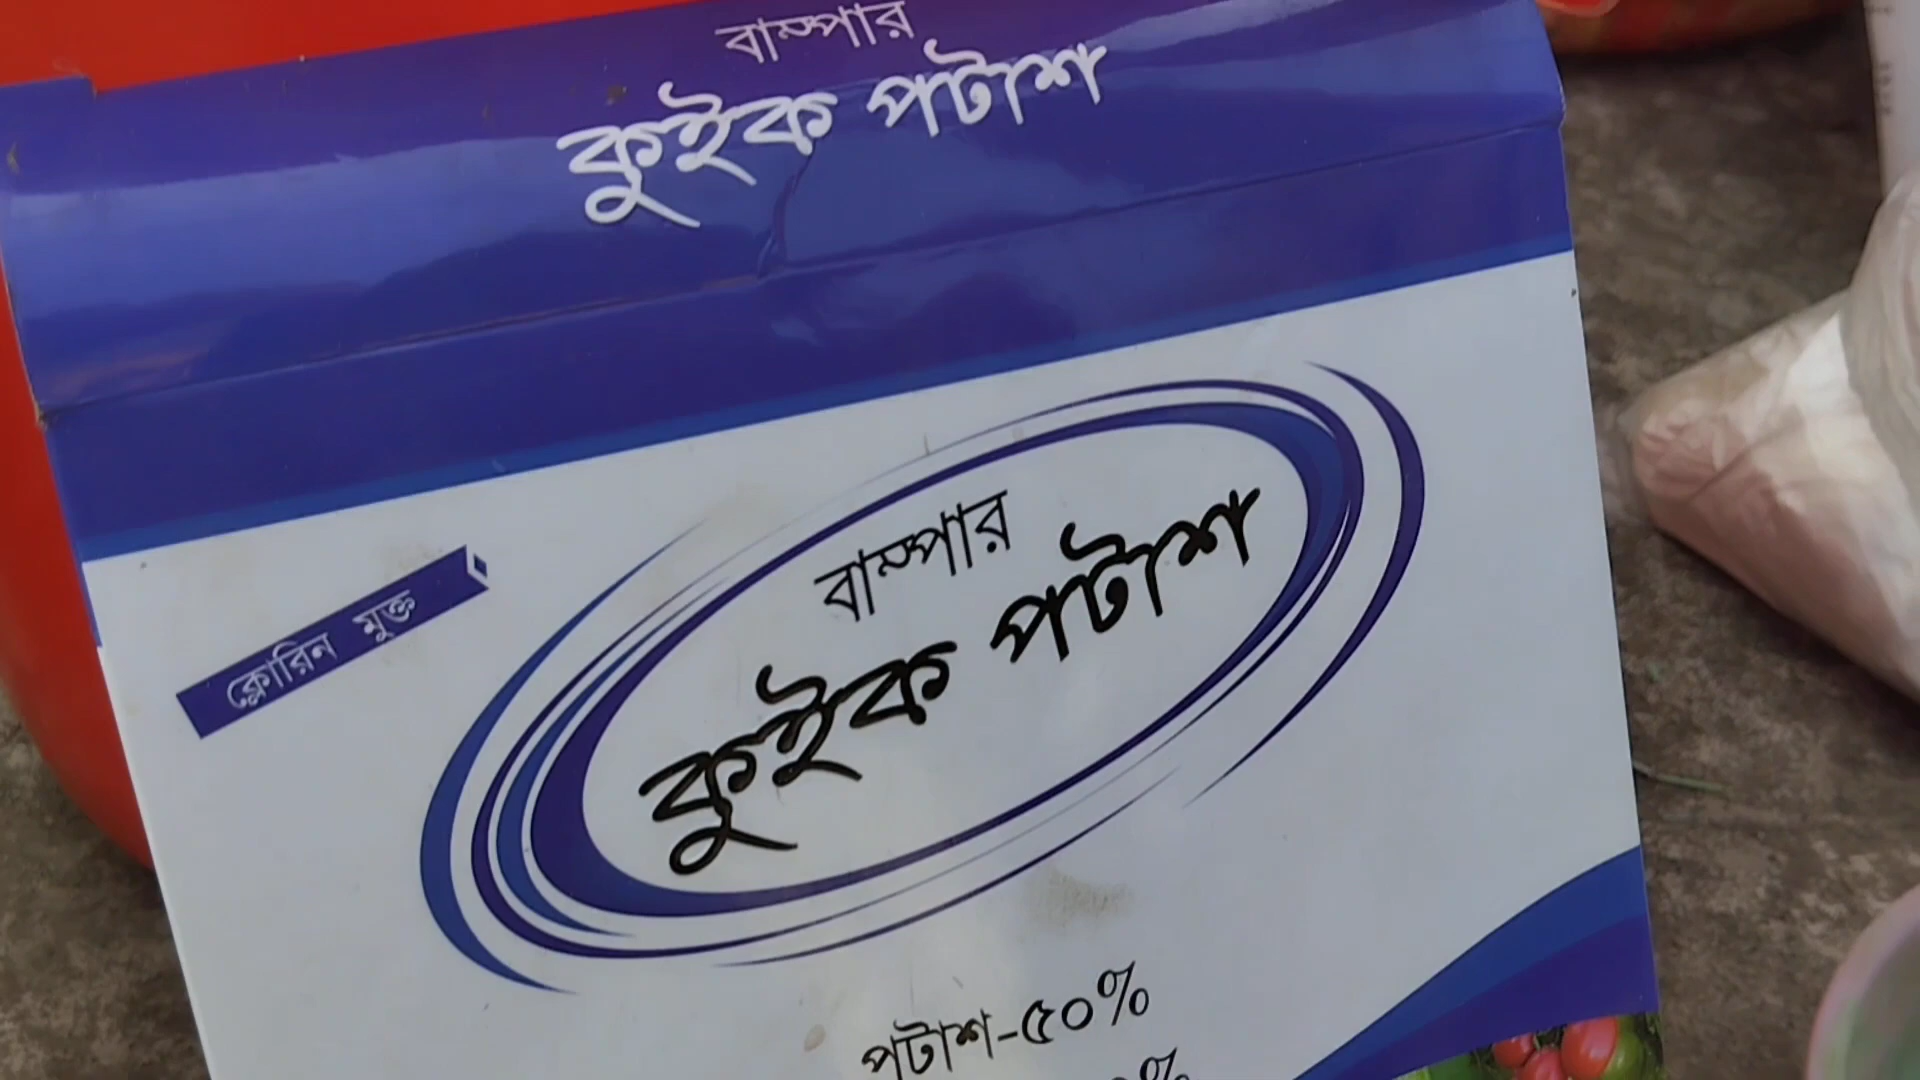 বাম্পার
কুইক পটাশ
ক্লোরিন মুক্ত
বাম্পার
কুইক পটাশ
পটাশ-৫০%